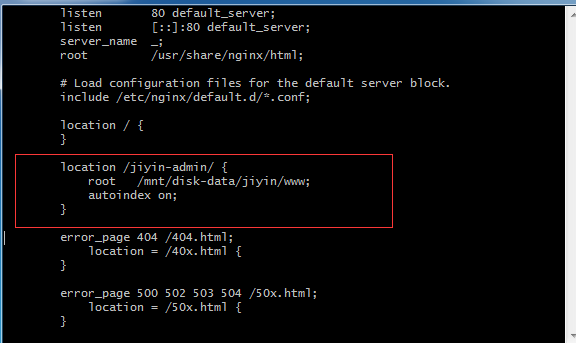 listen       80 default_server;
listen       [::]:80 default_server;
server_name  _;
root         /usr/share/nginx/html;
# Load configuration files for the default server block.
include /etc/nginx/default.d/*.conf;
location / {
}
location /jiyin-admin/ {
root   /mnt/disk-data/jiyin/www;
autoindex on;
}
error_page 404 /404.html;
location = /40x.html {
}
error_page 500 502 503 504 /50x.html;
location = /50x.html {
}